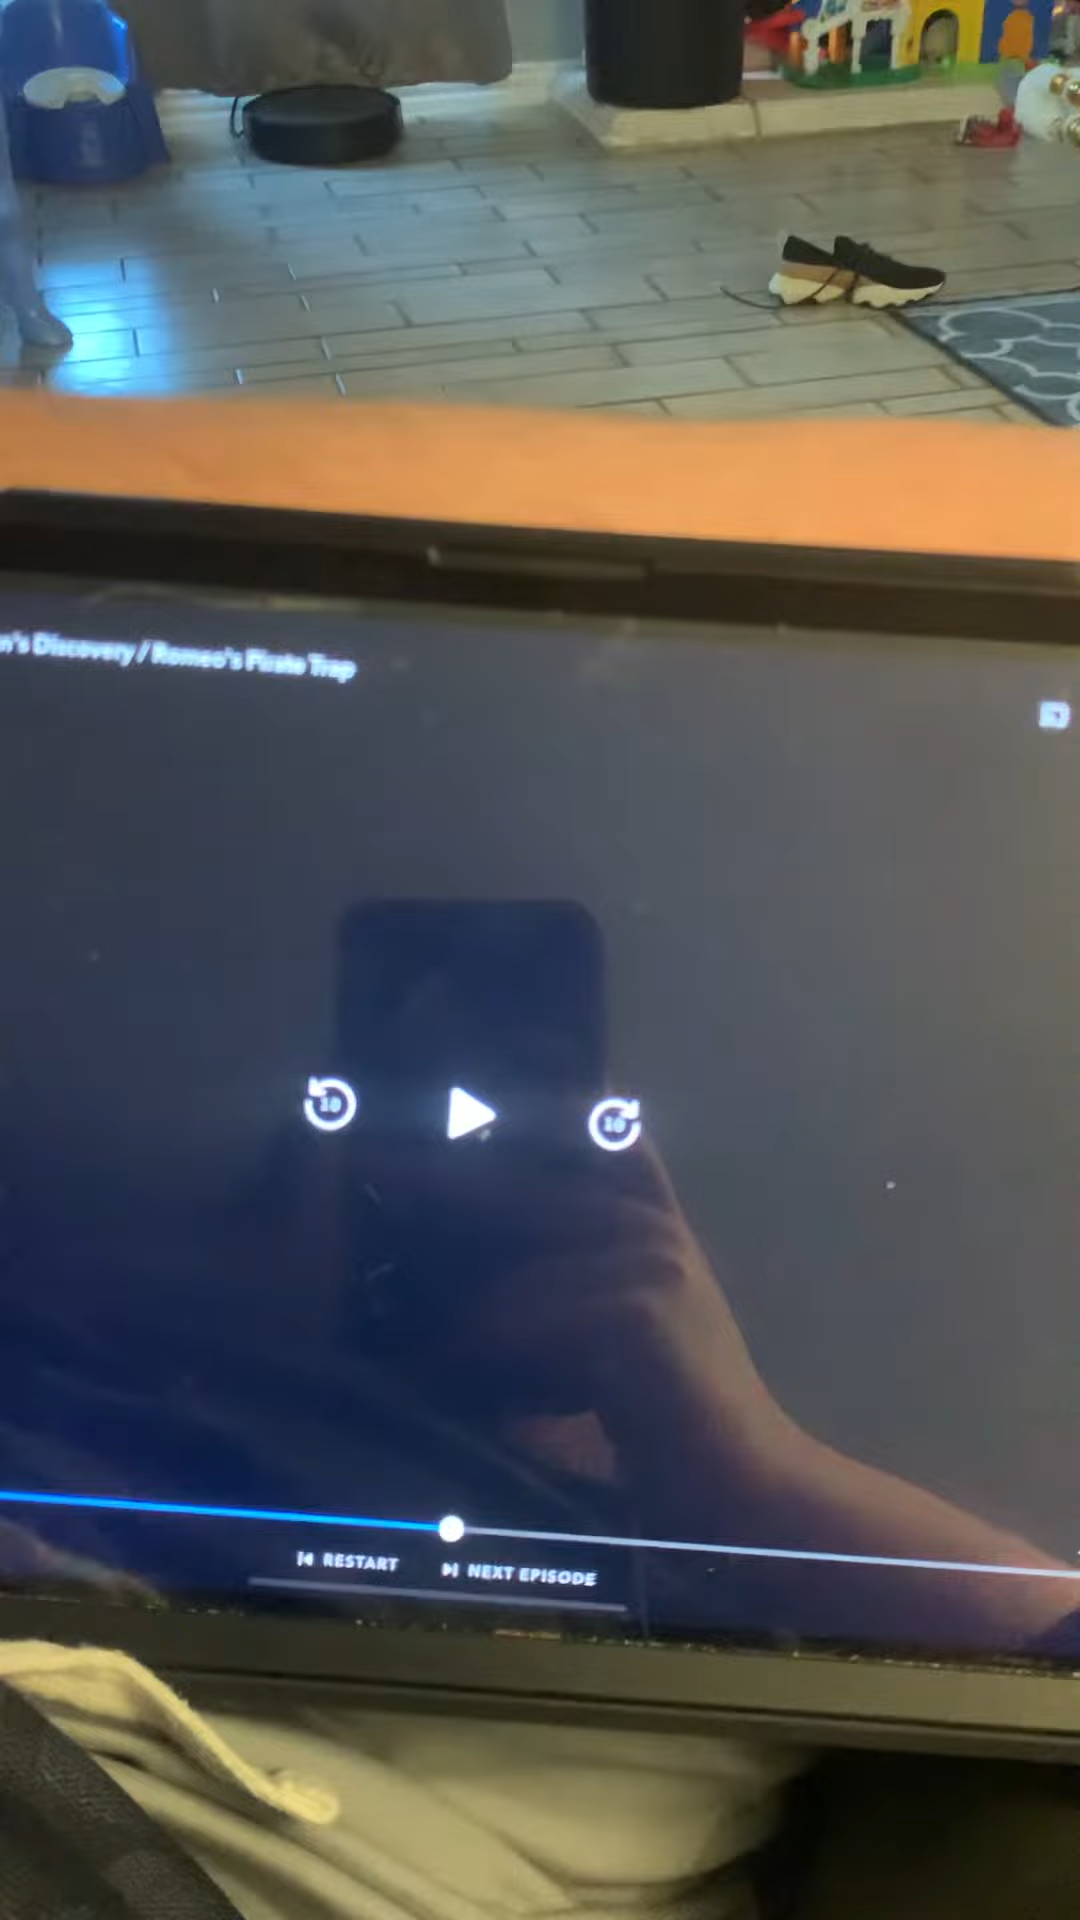 n's Discovery / Romeo's Pirate Trap
10
10
RESTART
NEXT EPISODE